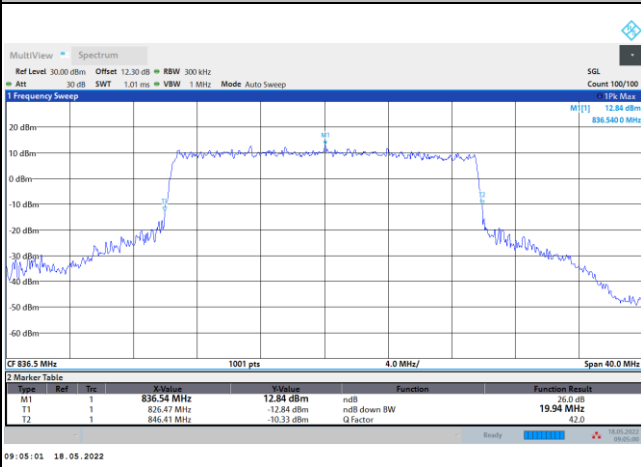 MultiView Spectrum
Ref Level 30.00 dBm Offset 12.30 dB RBW 300 kHz SGL
Att 30 dB SWT 1.01 ms VBW 1 MHz Mode Auto Sweep Count 100/100
1 Frequency Sweep 1Pk Max
M1[1] 12.84 dBm
836.540 0 MHz
20 dBm
M1
10 dBm
0 dBm
T1 T2
-10 dBm
-20 dBm
-30 dBm
-40 dBm
-50 dBm
-60 dBm
CF 836.5 MHz 1001 pts 4.0 MHz/ Span 40.0 MHz
2 Marker Table
Type Ref Trc X-Value Y-Value Function Function Result
M1 1 836.54 MHz 12.84 dBm ndB 26.0 dB
T1 1 826.47 MHz -12.84 dBm ndB down BW 19.94 MHz
T2 1 846.41 MHz -10.33 dBm Q Factor 42.0
Ready 18.05.2022
09:05:00
09:05:01 18.05.2022